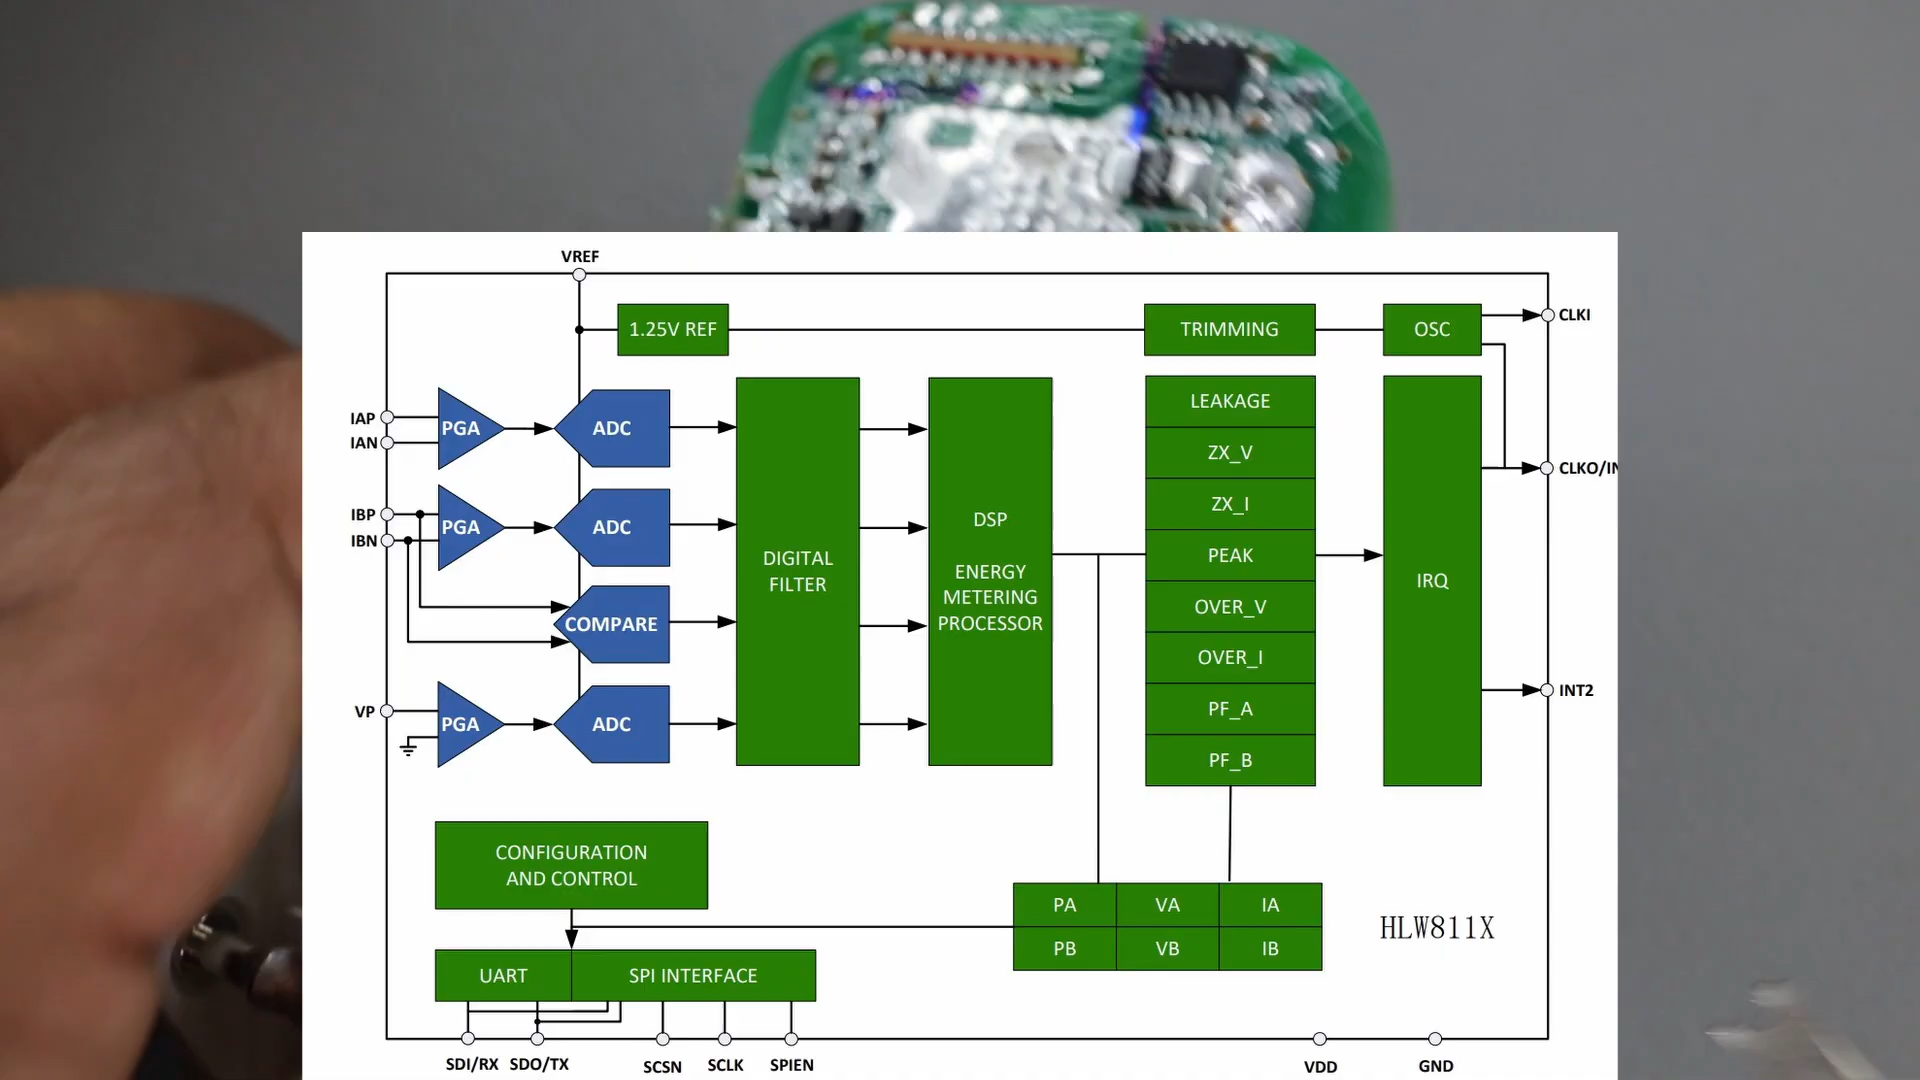 VREF
1.25V REF
TRIMMING
OSC
CLKI
IAP
IAN
PGA
ADC
IBP
IBN
PGA
ADC
COMPARE
VP
PGA
ADC
DIGITAL
FILTER
DSP
ENERGY
METERING
PROCESSOR
LEAKAGE
ZX_V
ZX_I
PEAK
OVER_V
OVER_I
PF_A
PF_B
IRQ
CLKO/IN
INT2
CONFIGURATION
AND CONTROL
PA VA IA
PB VB IB
HLW811X
UART SPI INTERFACE
SDI/RX SDO/TX SCSN SCLK SPIEN VDD GND